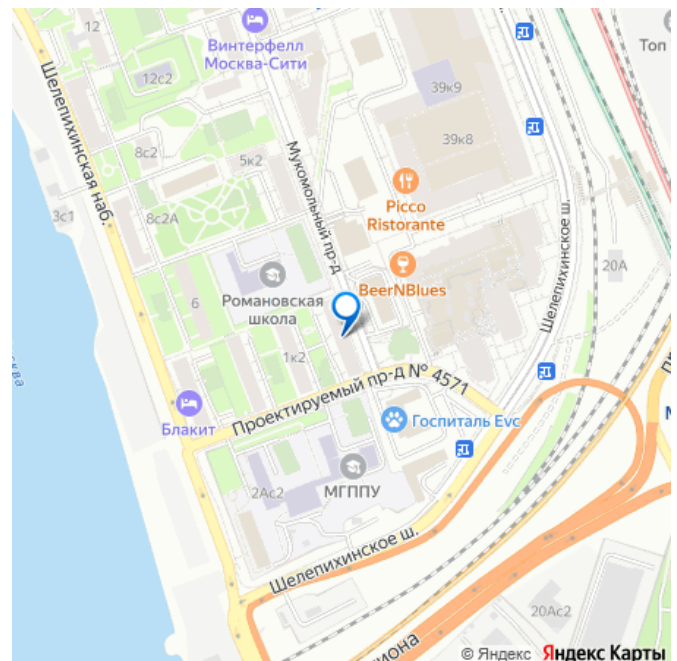 12
Винтерфелл
Москва-Сити
Топ
12с2
39к9
Шелепихинская наб.
8с2
5к2
39к8
Мукомольный пр-д
Picco
Ristorante
3с1
8с2А
Шелепихинское ш.
20А
Романовская
школа
6
BeerNBlues
сква
1к2
Проектируемый пр-д № 4571
Блакит
Госпиталь Evc
2Ас2
МГППУ
Шелепихинское ш.
20Ас2
иона
© Яндекс Яндекс Карты